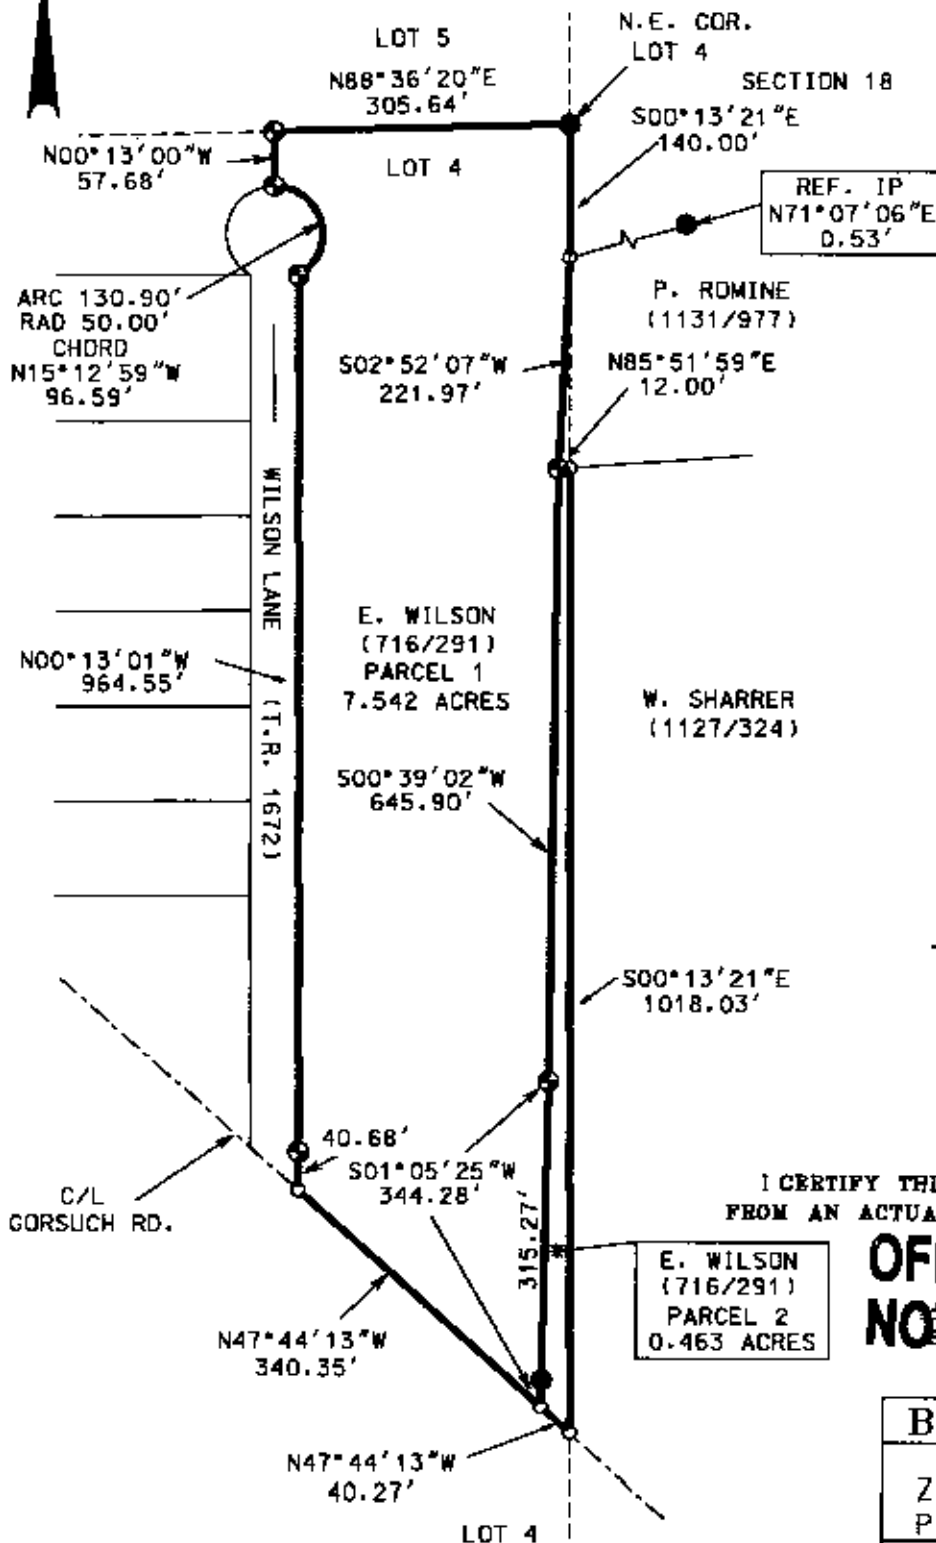 LOT 5
N.E. COR.
LOT 4
N88°36'20"E
305.64'
SECTION 18
S00°13'21"E
140.00'
N00°13'00"W
57.68'
LOT 4
REF. IP
N71°07'06"E
0.53'
ARC 130.90'
RAD 50.00'
CHORD
N15°12'59"W
96.59'
P. ROMINE
(1131/977)
S02°52'07"W
221.97'
N85°51'59"E
12.00'
WILSON LANE (T.R. 1672)
E. WILSON
(716/291)
PARCEL 1
7.542 ACRES
N00°13'01"W
964.55'
W. SHARRER
(1127/324)
S00°39'02"W
645.90'
S00°13'21"E
1018.03'
40.68'
S01°05'25"W
344.28'
C/L
GORSUCH RD.
315.27'
I CERTIFY
FROM AN
E. WILSON
(716/291)
PARCEL 2
0.463 ACRES
N47°44'13"W
340.35'
N47°44'13"W
40.27'
LOT 4